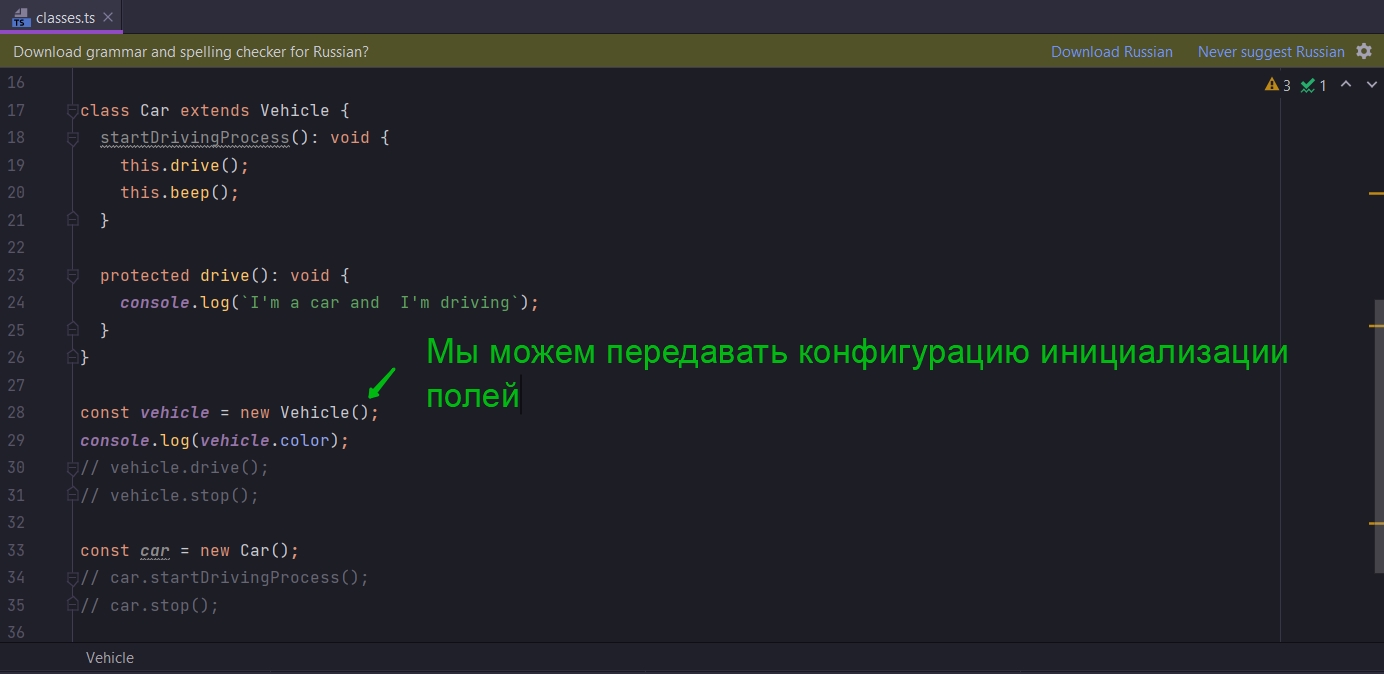 classes.ts
Download grammar and spelling checker for Russian? Download Russian Never suggest Russian
3 1
16
17 class Car extends Vehicle {
18 startDrivingProcess(): void {
19 this.drive();
20 this.beep();
21 }
22
23 protected drive(): void {
24 console.log(`I'm a car and  I'm driving`);
25 }
26 }
Мы можем передавать конфигурацию инициализации
27
полей
28 const vehicle = new Vehicle();
29 console.log(vehicle.color);
30 // vehicle.drive();
31 // vehicle.stop();
32
33 const car = new Car();
34 // car.startDrivingProcess();
35 // car.stop();
36
Vehicle